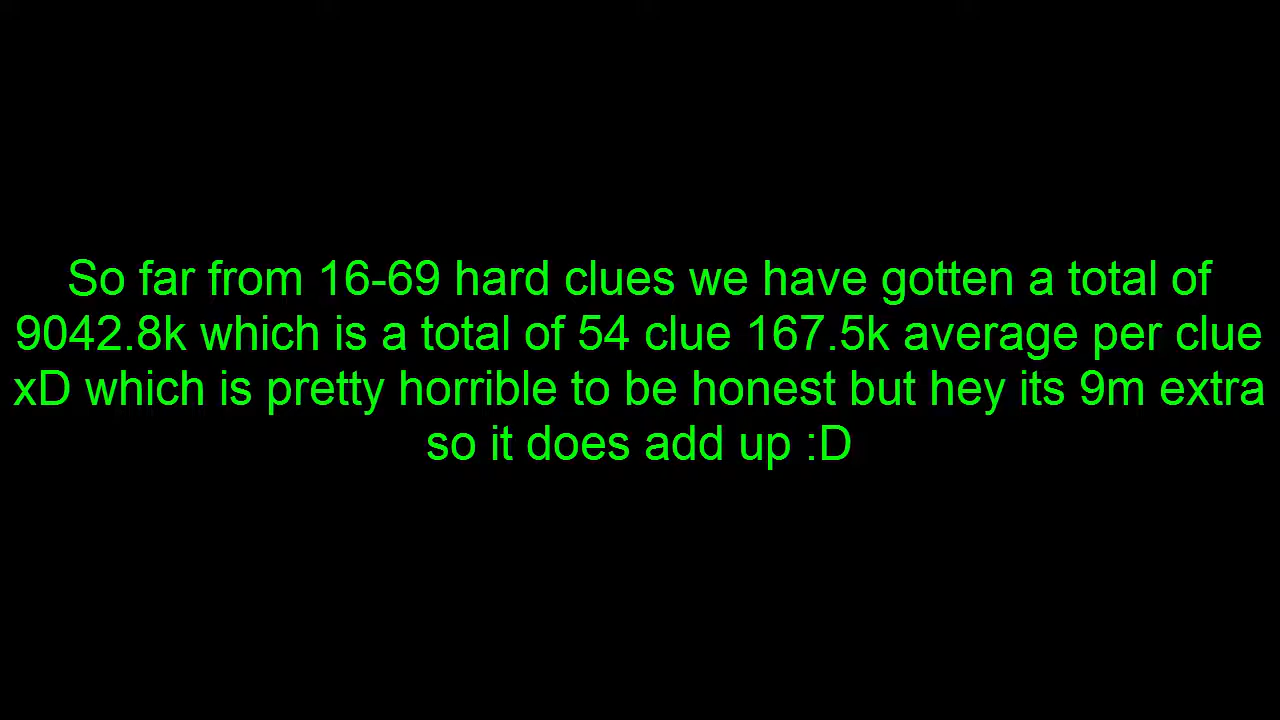 So far from 16-69 hard clues we have gotten a total of
9042.8k which is a total of 54 clue 167.5k average per clue
xD which is pretty horrible to be honest but hey its 9m extra
so it does add up :D